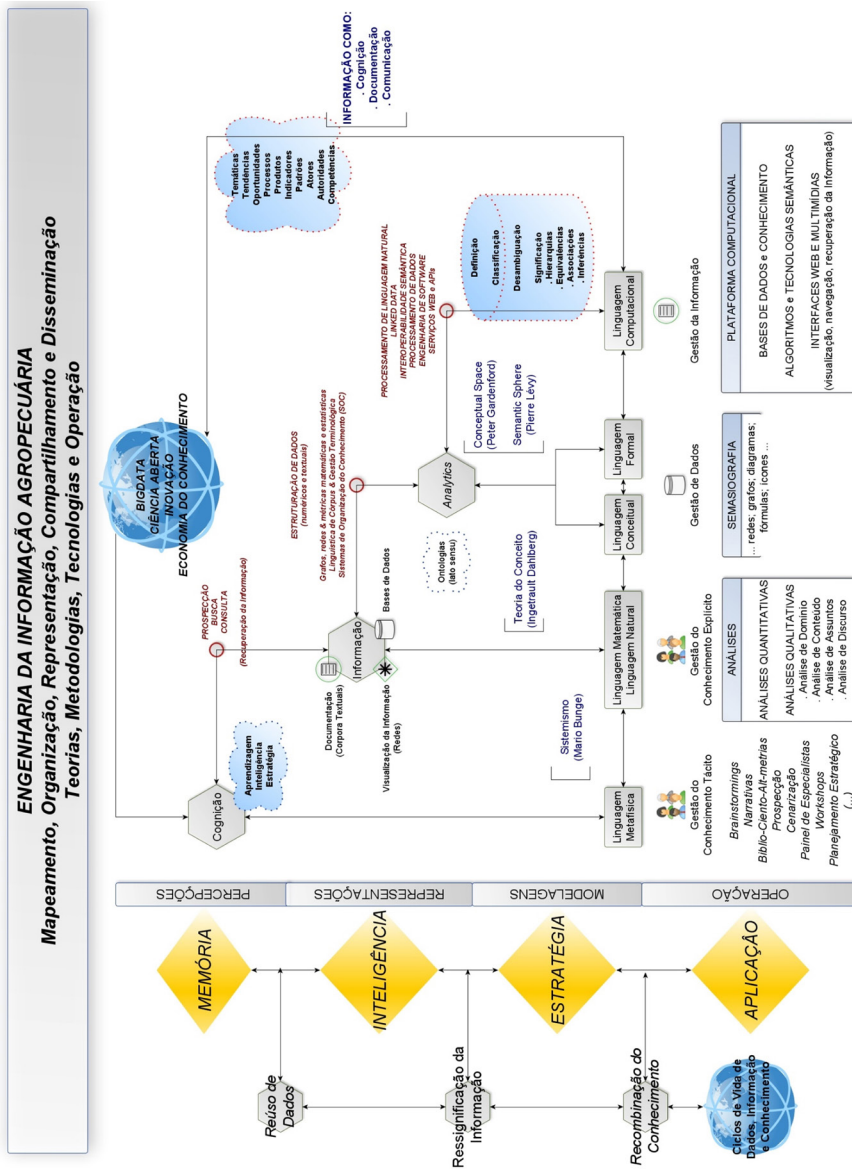 ENGENHARIA DA INFORMAÇÃO AGROPECUÁRIA
Mapeamento, Organização, Representação, Compartilhamento e Disseminação
Teorias, Metodologias, Tecnologias e Operação
BIGDATA
CIÊNCIA ABERTA
INOVAÇÃO
ECONOMIA DO CONHECIMENTO
INFORMAÇÃO COMO:
. Cognição
. Documentação
. Comunicação
Temáticas
Tendências
Oportunidades
Processos
Produtos
Indicadores
Padrões
Atores
Autoridades
Competências
PERCEPÇÕES
REPRESENTAÇÕES
MODELAGENS
OPERAÇÃO
MEMÓRIA
INTELIGÊNCIA
ESTRATÉGIA
APLICAÇÃO
Reúso de
Dados
Ressignificação da
Informação
Recombinação do
Conhecimento
Ciclos de Vida de
Dados, Informação
e Conhecimento
Cognição
Aprendizagem
Inteligência
Estratégia
PROSPECÇÃO
BUSCA
CONSULTA
(Recuperação da Informação)
Documentação
(Corpora Textuais)
Informação
Visualização da Informação
(Redes)
Bases de Dados
ESTRUTURAÇÃO DE DADOS
(numéricos e textuais)
Grafos, redes & métricas matemáticas e estatísticas
Linguística de Córpus & Gestão Terminológica
Sistemas de Organização do Conhecimento (SOC)
Ontologias
(lato sensu)
Analytics
PROCESSAMENTO DE LINGUAGEM NATURAL
LINKED DATA
INTEROPERABILIDADE SEMÂNTICA
PROCESSAMENTO DE DADOS
ENGENHARIA DE SOFTWARE
SERVIÇOS WEB e APIs
Sistemismo
(Mario Bunge)
Teoria do Conceito
(Ingetrault Dahlberg)
Conceptual Space
(Peter Gardenford)
Semantic Sphere
(Pierre Lévy)
Definição
Classificação
Desambiguação
Significação
. Hierarquias
. Equivalências
. Associações
. Inferências
Linguagem
Metafísica
Linguagem Matemática
Linguagem Natural
Linguagem
Conceitual
Linguagem
Formal
Linguagem
Computacional
Gestão do
Conhecimento Tácito
Gestão do
Conhecimento Explícito
Gestão de Dados
Gestão da Informação
Brainstormings
Narrativas
Biblio-Ciento-Alt-metrias
Prospecção
Cenarização
Painel de Especialistas
Workshops
Planejamento Estratégico
(...)
ANÁLISES
ANÁLISES QUANTITATIVAS
ANÁLISES QUALITATIVAS
. Análise de Domínio
. Análise de Conteúdo
. Análise de Assuntos
. Análise de Discurso
SEMASIOGRAFIA
... redes; grafos; diagramas;
fórmulas; ícones ...
PLATAFORMA COMPUTACIONAL
BASES DE DADOS e CONHECIMENTO
ALGORITMOS e TECNOLOGIAS SEMÂNTICAS
INTERFACES WEB E MULTIMÍDIAS
(visualização, navegação, recuperação da Informação)